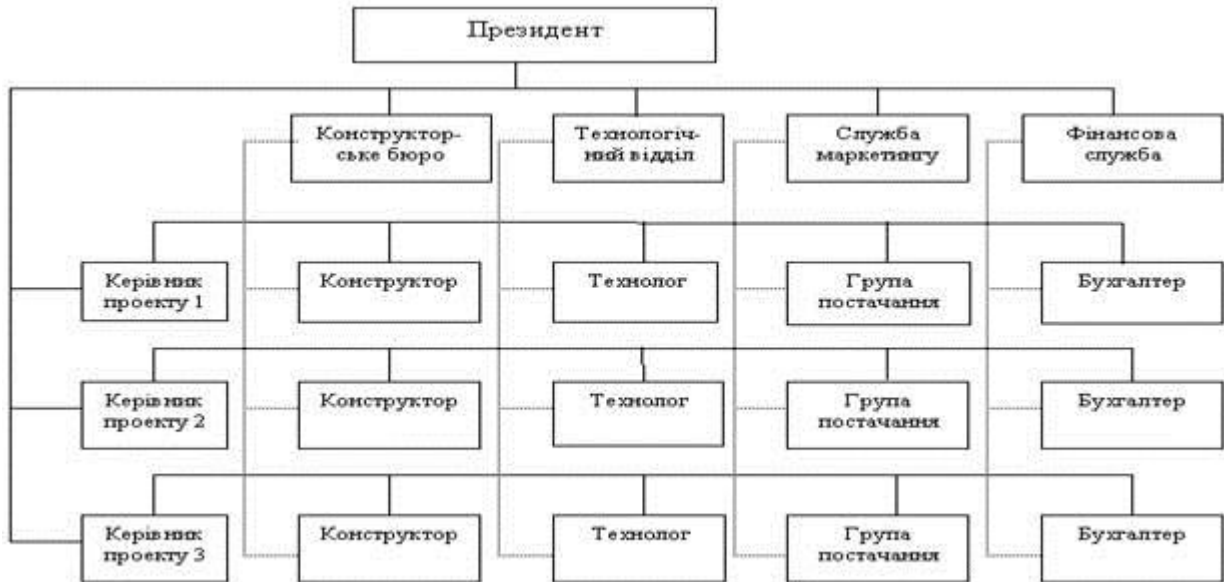 Президент
Конструктор-
ське бюро
Технологіч-
ний відділ
Служба
маркетингу
Фінансова
служба
Керівник
проекту 1
Конструктор
Технолог
Група
постачання
Бухгалтер
Керівник
проекту 2
Конструктор
Технолог
Група
постачання
Бухгалтер
Керівник
проекту 3
Конструктор
Технолог
Група
постачання
Бухгалтер